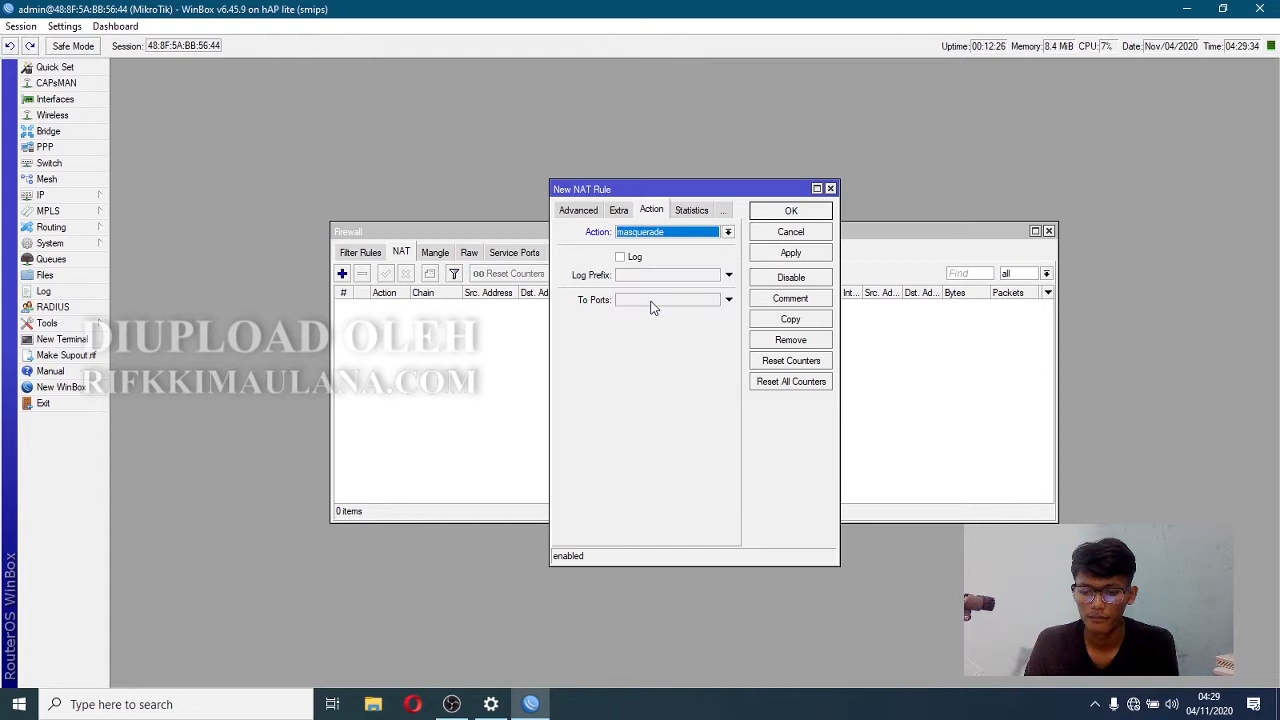 admin@48:8F:5A:BB:56:44 (MikroTik) - WinBox v6.45.9 on hAP lite (smips)
Session Settings Dashboard
Safe Mode Session: 48:8F:5A:BB:56:44 Uptime: 00:12:26 Memory: 8.4 MiB CPU: 7% Date: Nov/04/2020 Time: 04:29:34
Quick Set
CAPsMAN
Interfaces
Wireless
Bridge
PPP
Switch
Mesh
IP
MPLS
Routing
System
Queues
Files
Log
RADIUS
Tools
New Terminal
Make Supout.rif
Manual
New WinBox
Exit
RouterOS WinBox
DIUPLOAD OLEH
RIFKKIMAULANA.COM
Firewall
Filter Rules NAT Mangle Raw Service Ports
00 Reset Counters Find all
# Action Chain Src. Address Dst. Ad Int... Src. Ad... Dst. Ad... Bytes Packets
0 items
New NAT Rule
Advanced Extra Action Statistics ...
Action: masquerade
Log
Log Prefix:
To Ports:
OK
Cancel
Apply
Disable
Comment
Copy
Remove
Reset Counters
Reset All Counters
enabled
Type here to search
04:29
04/11/2020